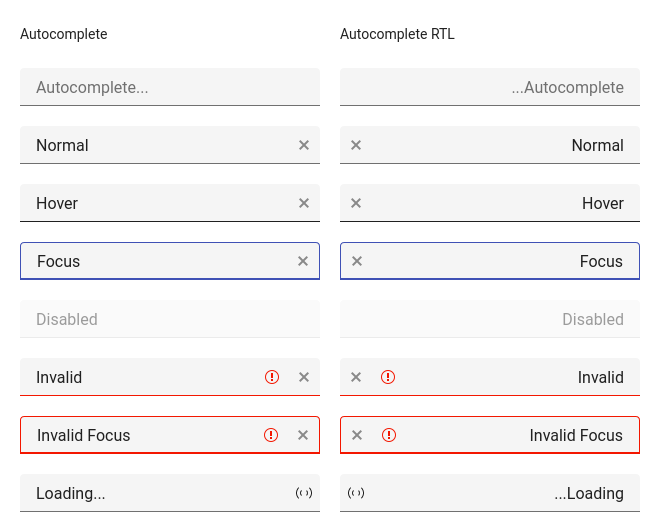 Autocomplete
Autocomplete...
Normal
Hover
Focus
Disabled
Invalid
Invalid Focus
Loading...
Autocomplete RTL
...Autocomplete
Normal
Hover
Focus
Disabled
Invalid
Invalid Focus
...Loading